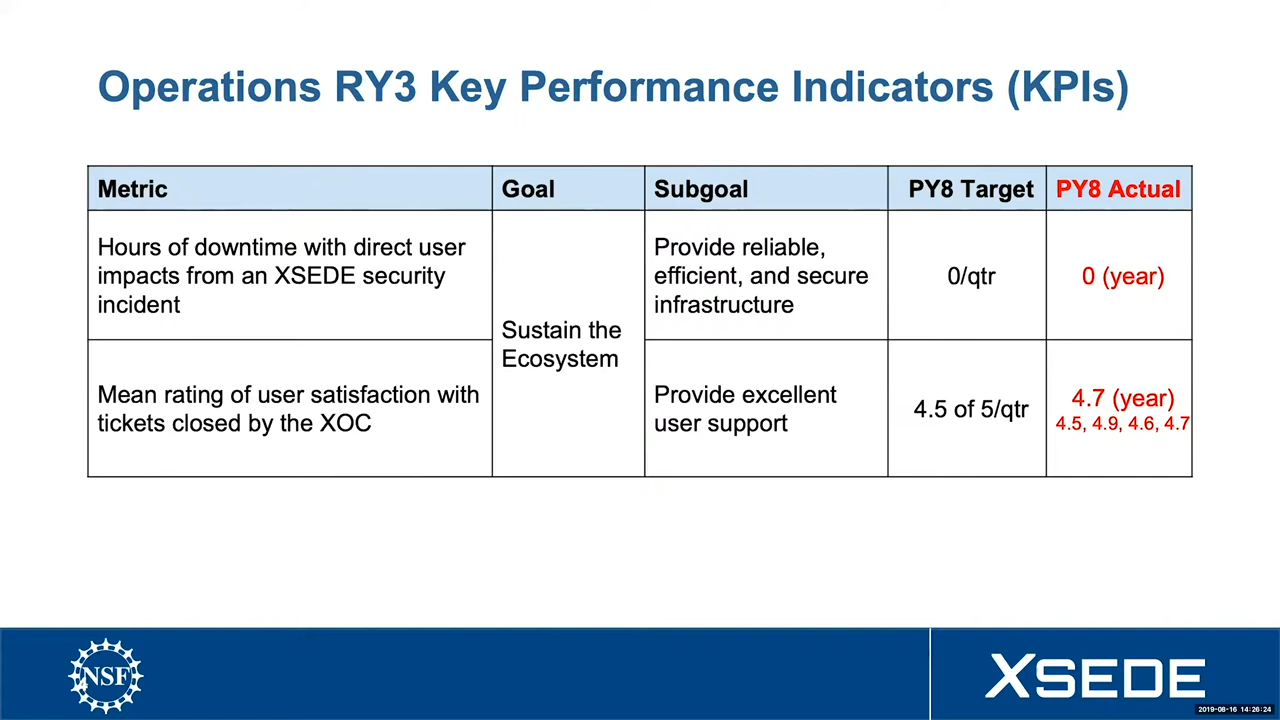 Operations RY3 Key Performance Indicators (KPIs)
Metric
Goal
Subgoal
PY8 Target
PY8 Actual
Hours of downtime with direct user
impacts from an XSEDE security
incident
Sustain the
Ecosystem
Provide reliable,
efficient, and secure
infrastructure
0/qtr
0 (year)
Mean rating of user satisfaction with
tickets closed by the XOC
Provide excellent
user support
4.5 of 5/qtr
4.7 (year)
4.5, 4.9, 4.6, 4.7
NSF
4
XSEDE
2019-08-16 14:26:24